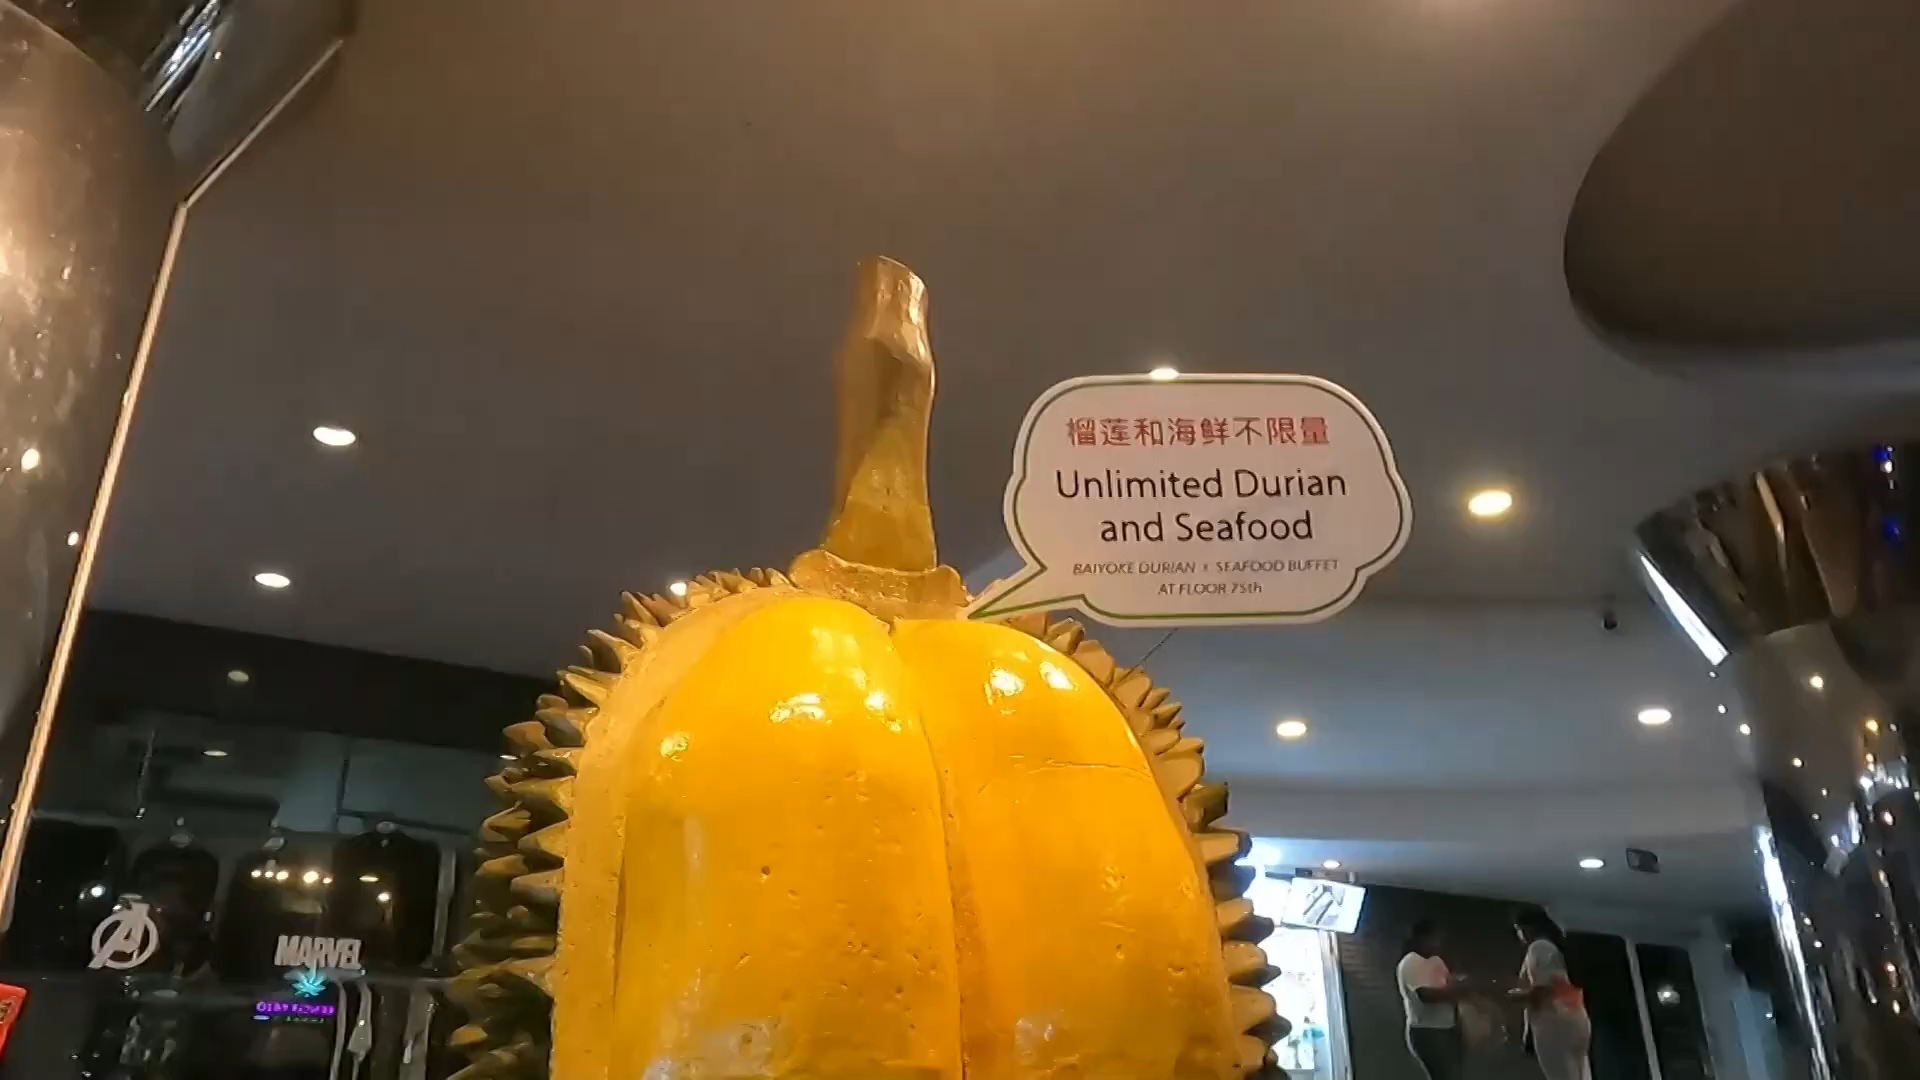 榴莲和海鲜不限量
Unlimited Durian
and Seafood
BAIYOKE DURIAN x SEAFOOD BUFFET
AT FLOOR 75th
MARVEL